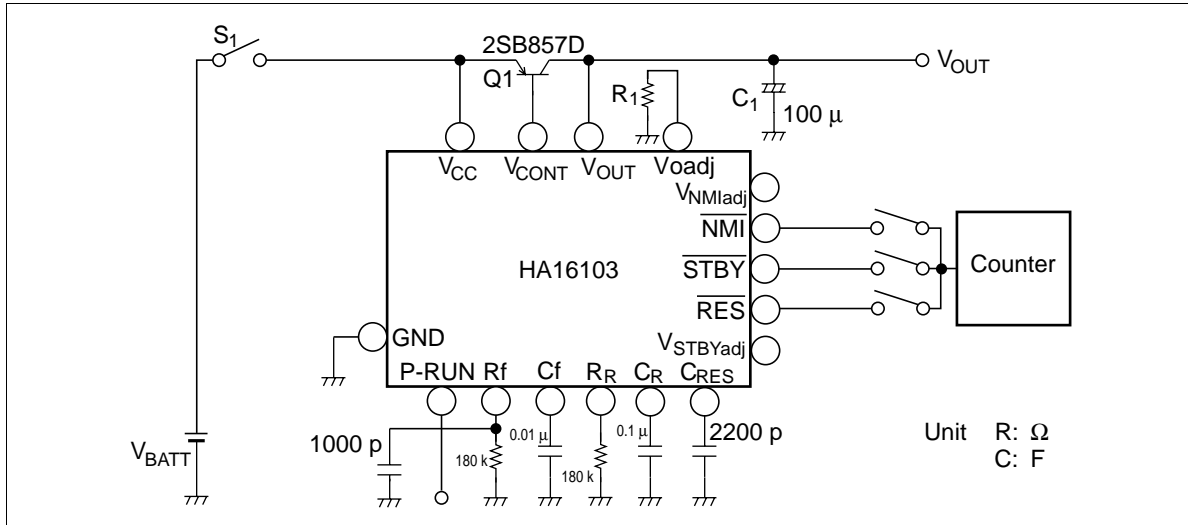 S1
2SB857D
Q1
VOUT
R1
C1
100 μ
VCC
VCONT
VOUT
Voadj
VNMIadj
NMI
HA16103
STBY
Counter
RES
VSTBYadj
GND
P-RUN Rf Cf RR CR CRES
1000 p
180 k
0.01 μ
180 k
0.1 μ
2200 p
VBATT
Unit R: Ω
C: F